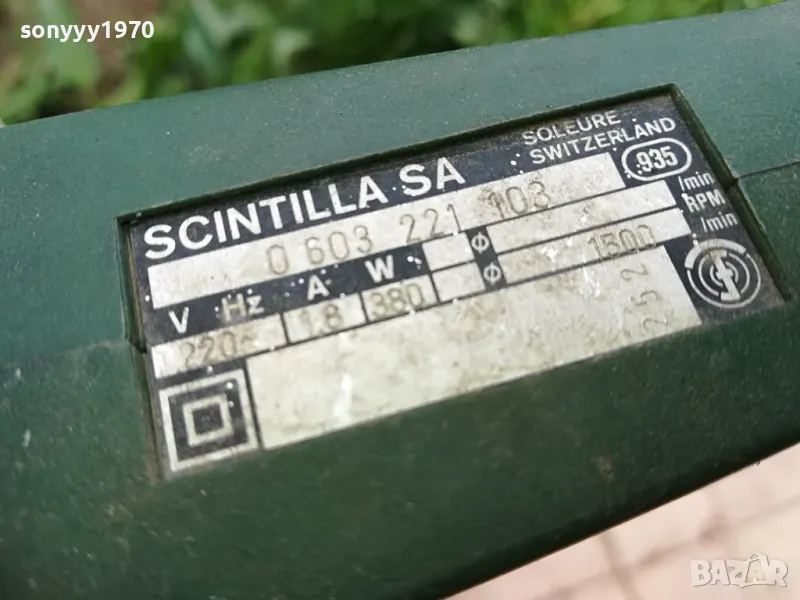 sonyyy1970
SCINTILLA SA
SOLEURE
SWITZERLAND
935
0 603 221 103
/min
RPM
/min
V Hz A W ø
220~ 1.8 380 ø 1500
252
BAZAR